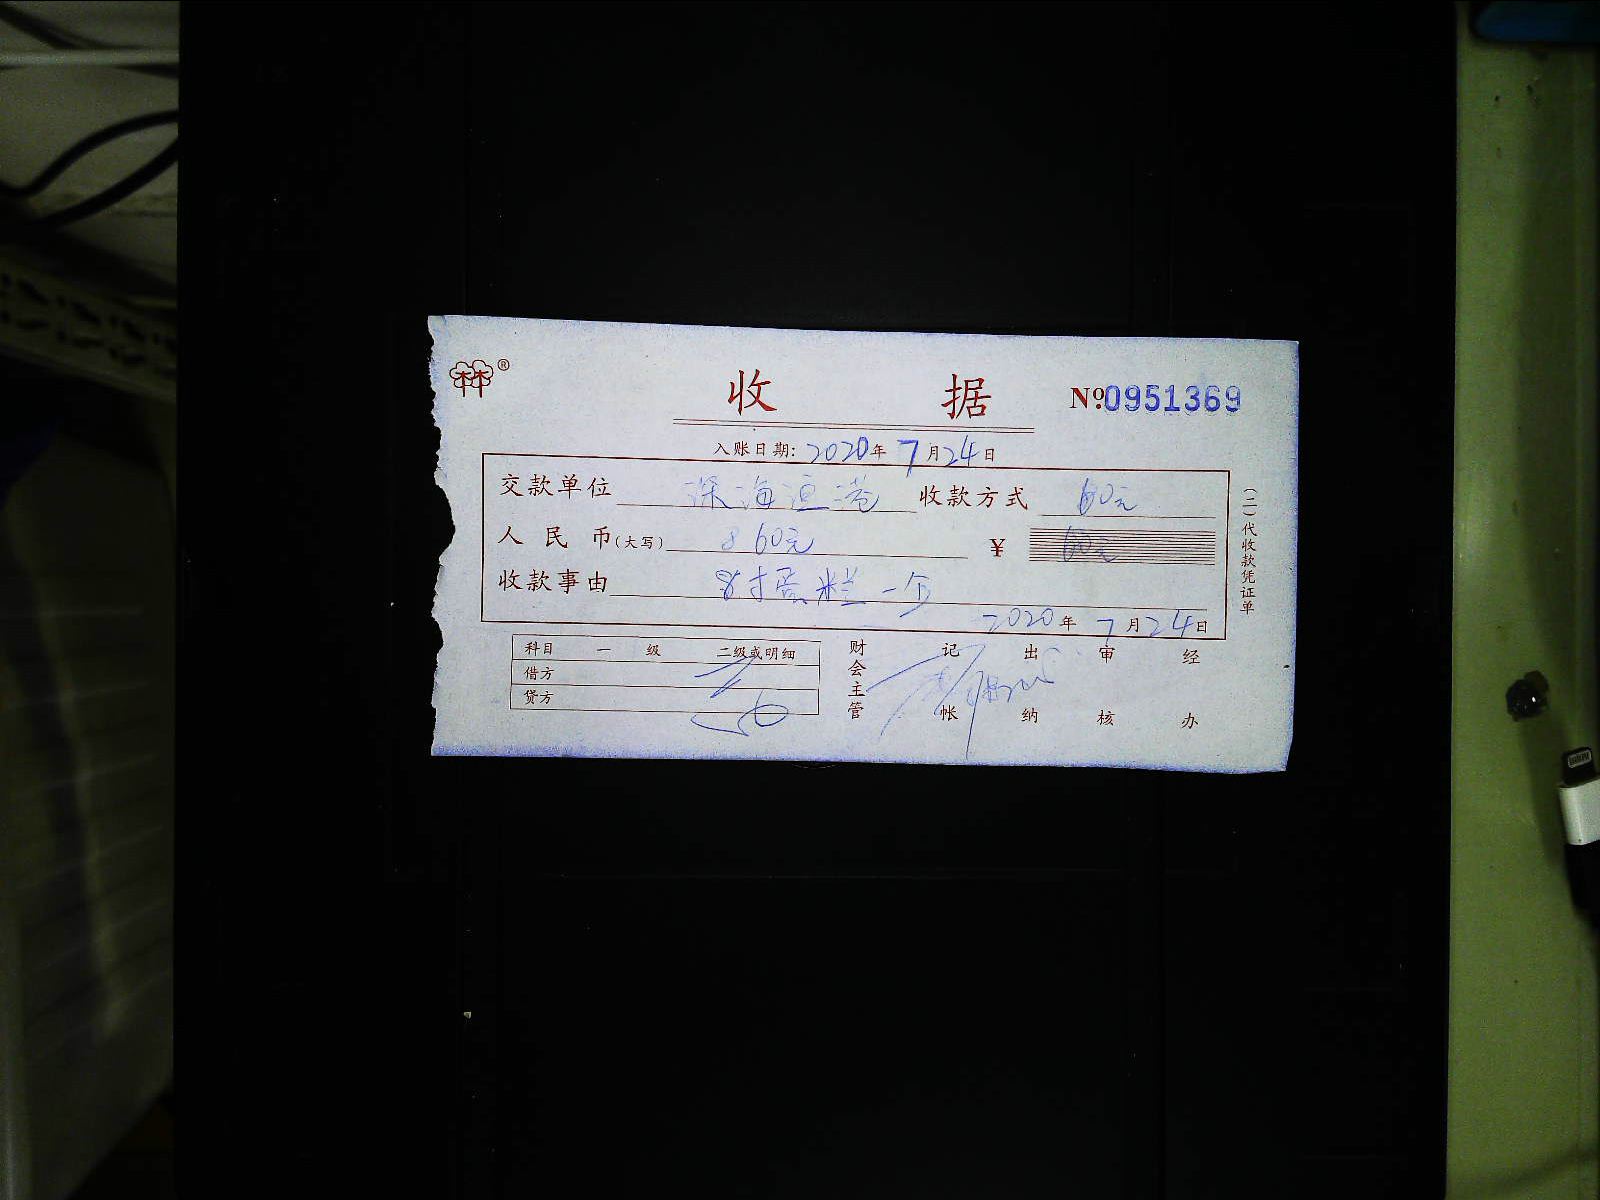 收 据 №0951369
入账日期: 2020年 7月24日
交款单位 深海 港 收款方式 60元
人 民 币(大写) 860元 ¥ 60元
收款事由 8寸蛋糕一个
2020年 7月24日
(二)代收款凭证单
科目 一 级 二级或明细
借方
贷方
财会主管 记帐 出纳 审核 经办